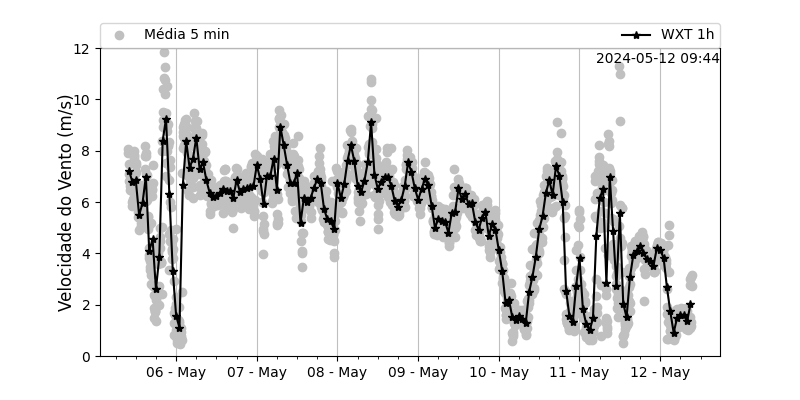 Média 5 min
WXT 1h
2024-05-12 09:44
Velocidade do Vento (m/s)
12
10
8
6
4
2
0
06 - May
07 - May
08 - May
09 - May
10 - May
11 - May
12 - May